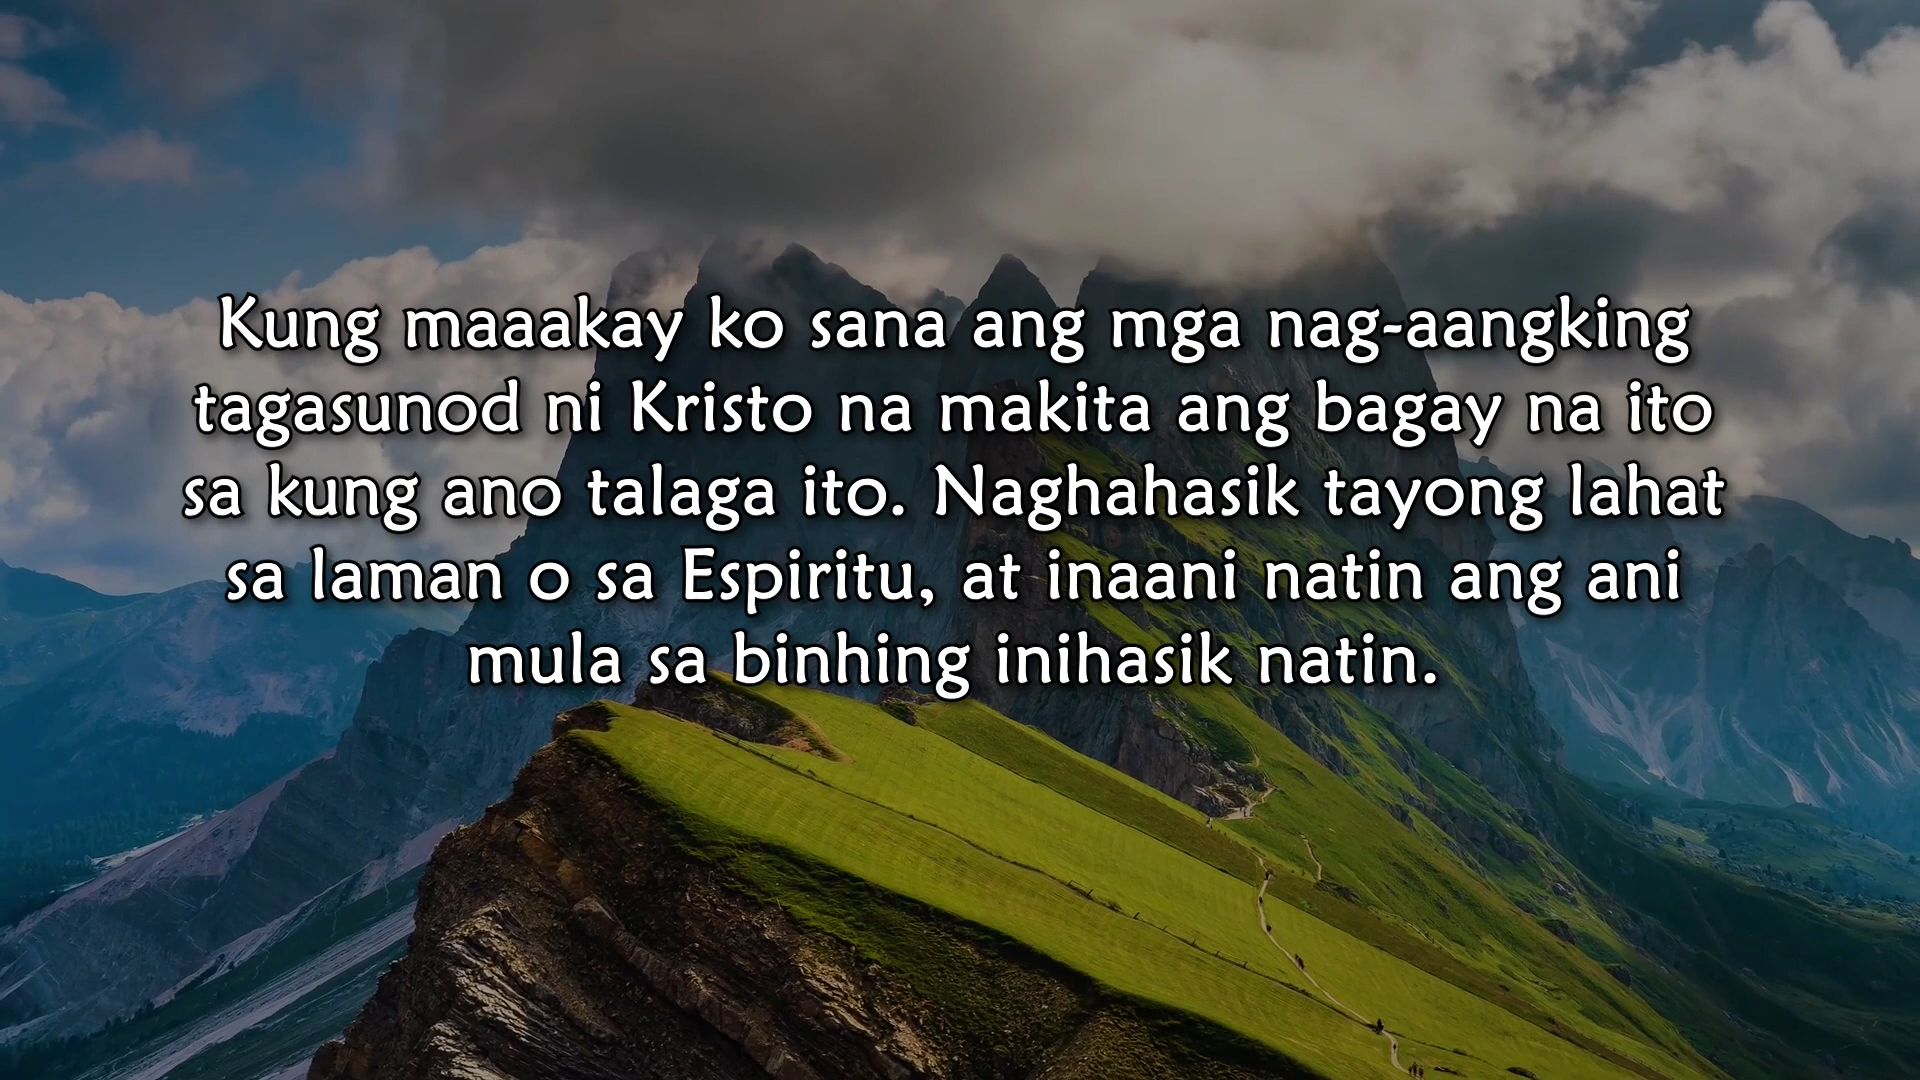 Kung maaakay ko sana ang mga nag-aangking
tagasunod ni Kristo na makita ang bagay na ito
sa kung ano talaga ito. Naghahasik tayong lahat
sa laman o sa Espiritu, at inaani natin ang ani
mula sa binhing inihasik natin.